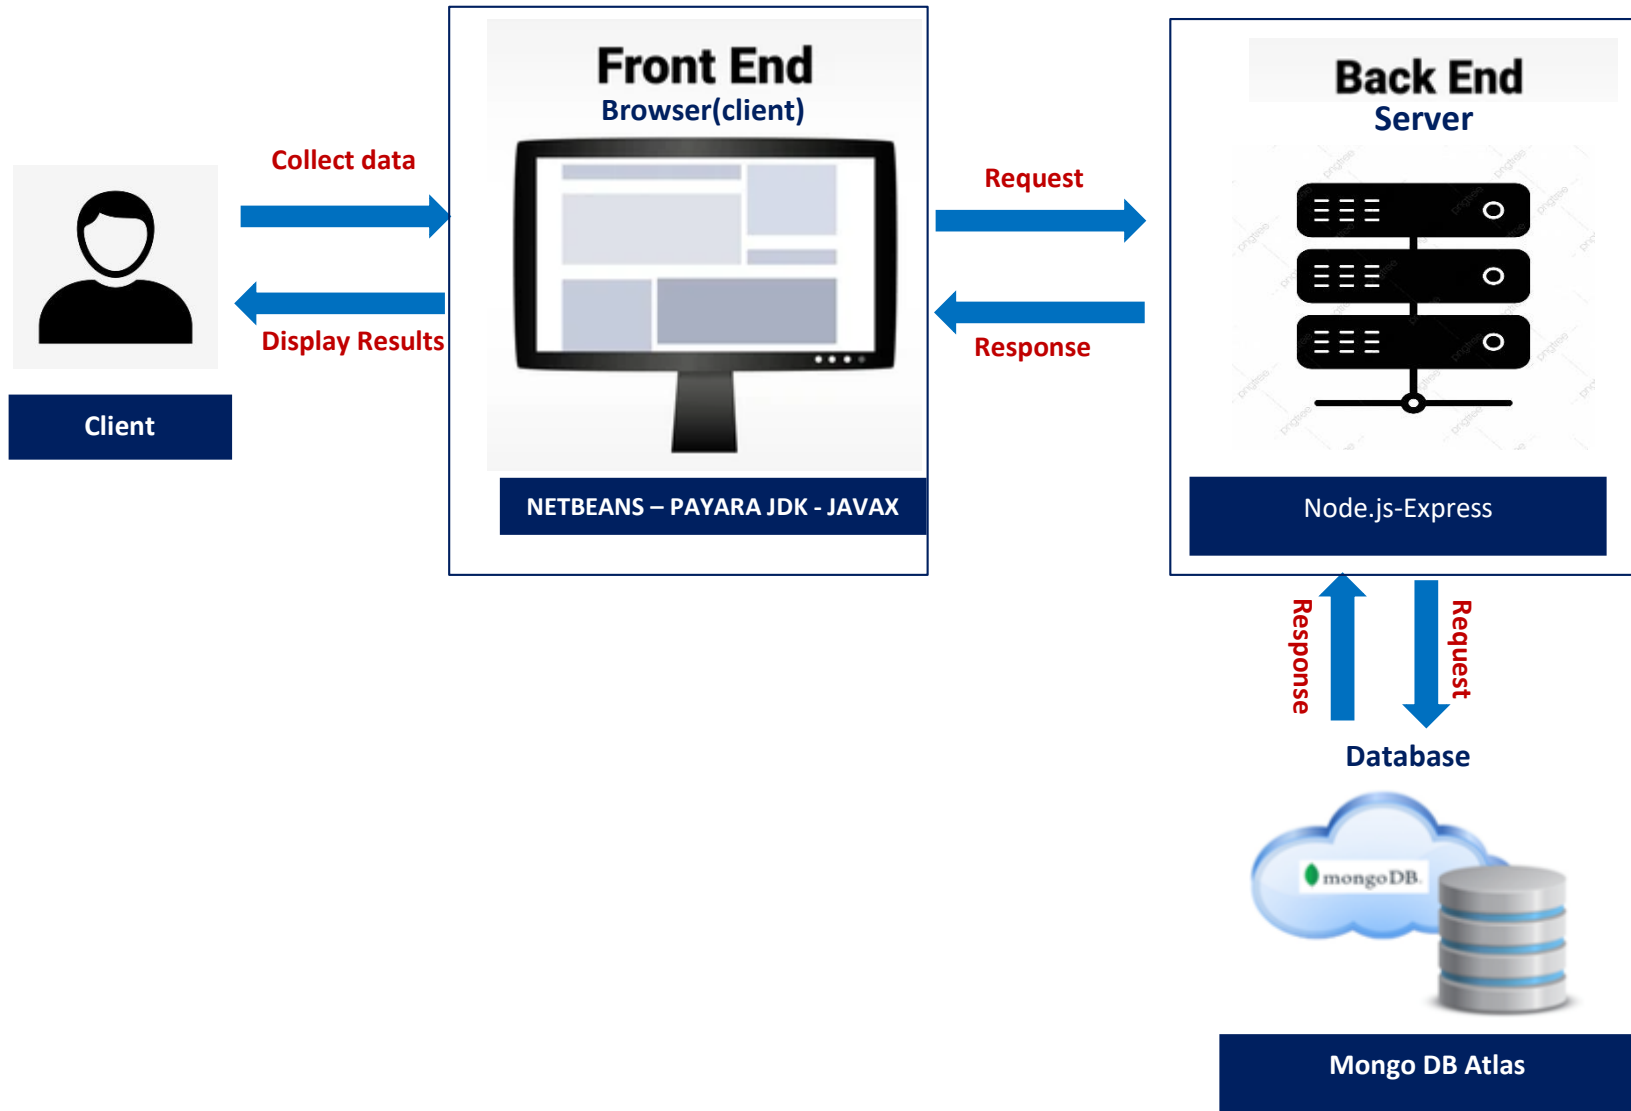 Front End
Browser(client)
Back End
Server
Collect data
Request
Display Results
Response
Client
NETBEANS – PAYARA JDK - JAVAX
Node.js-Express
Response
Request
Database
mongoDB.
Mongo DB Atlas
pngtree